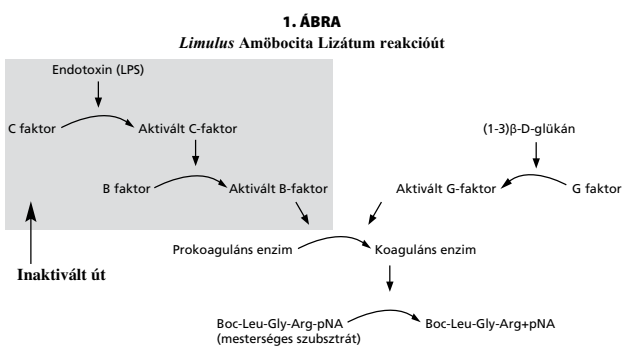 1. ÁBRA
Limulus Amöbocita Lizátum reakcióút
Endotoxin (LPS)
C faktor
Aktivált C-faktor
(1-3)β-D-glükán
B faktor
Aktivált B-faktor
Aktivált G-faktor
G faktor
Prokoaguláns enzim
Koaguláns enzim
Inaktivált út
Boc-Leu-Gly-Arg-pNA
(mesterséges szubsztrát)
Boc-Leu-Gly-Arg+pNA